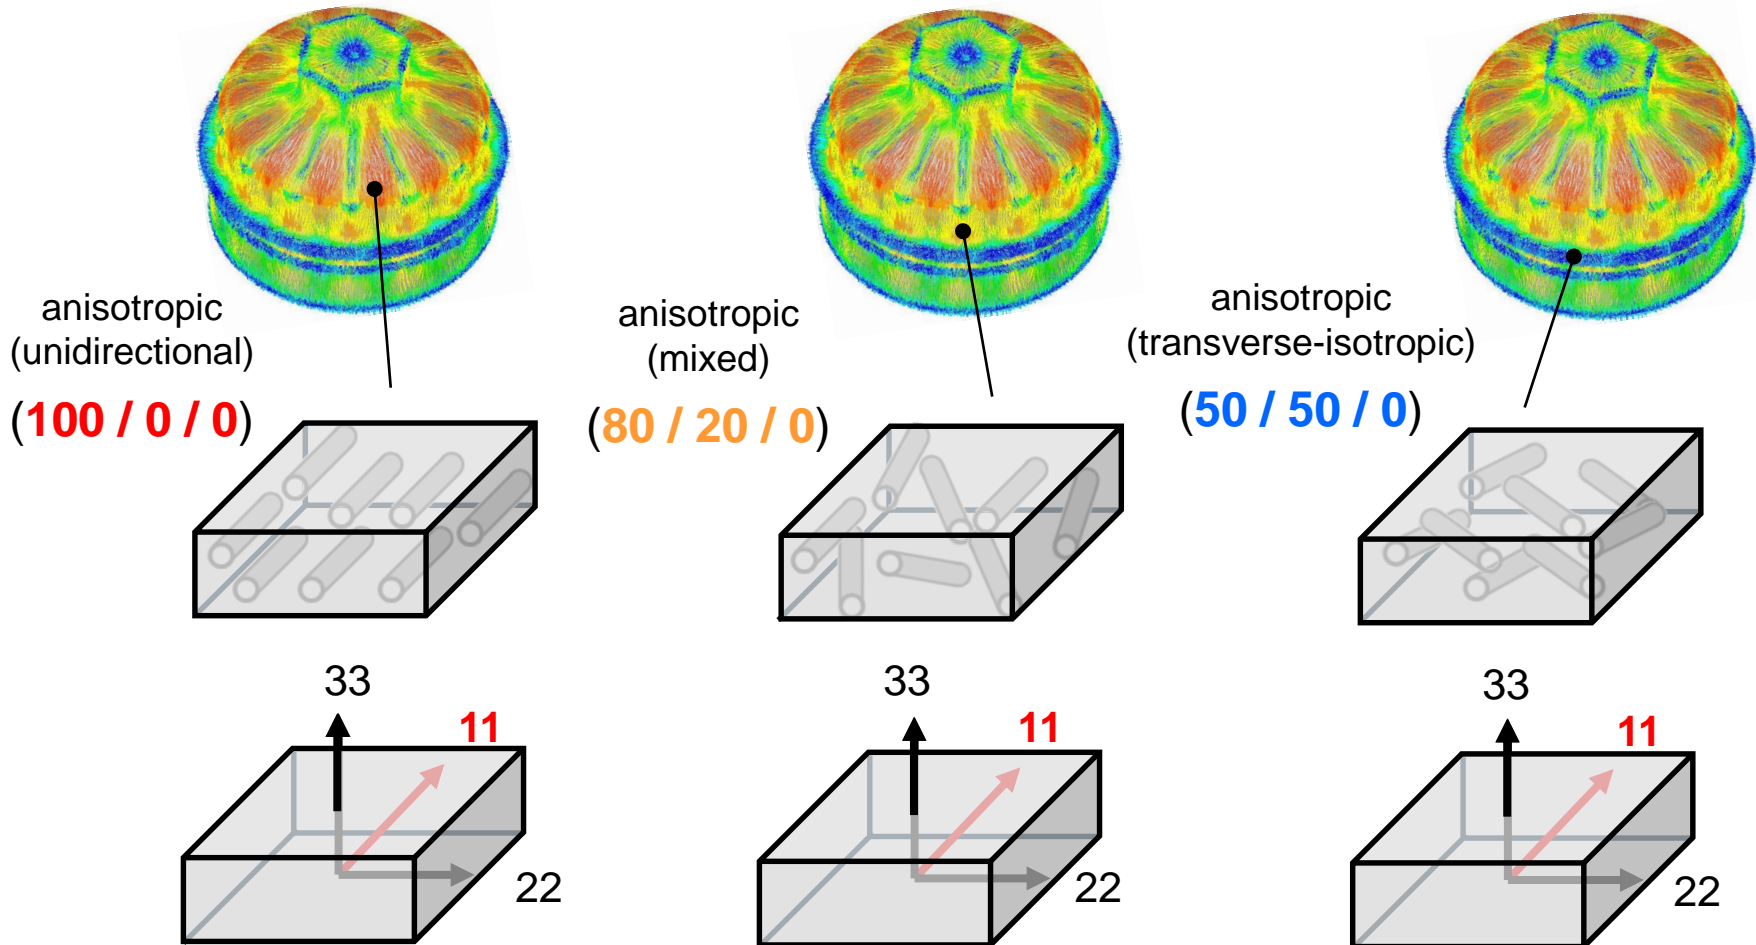 anisotropic
(unidirectional)
(100 / 0 / 0)
anisotropic
(mixed)
(80 / 20 / 0)
anisotropic
(transverse-isotropic)
(50 / 50 / 0)
33
11
22
33
11
22
33
11
22